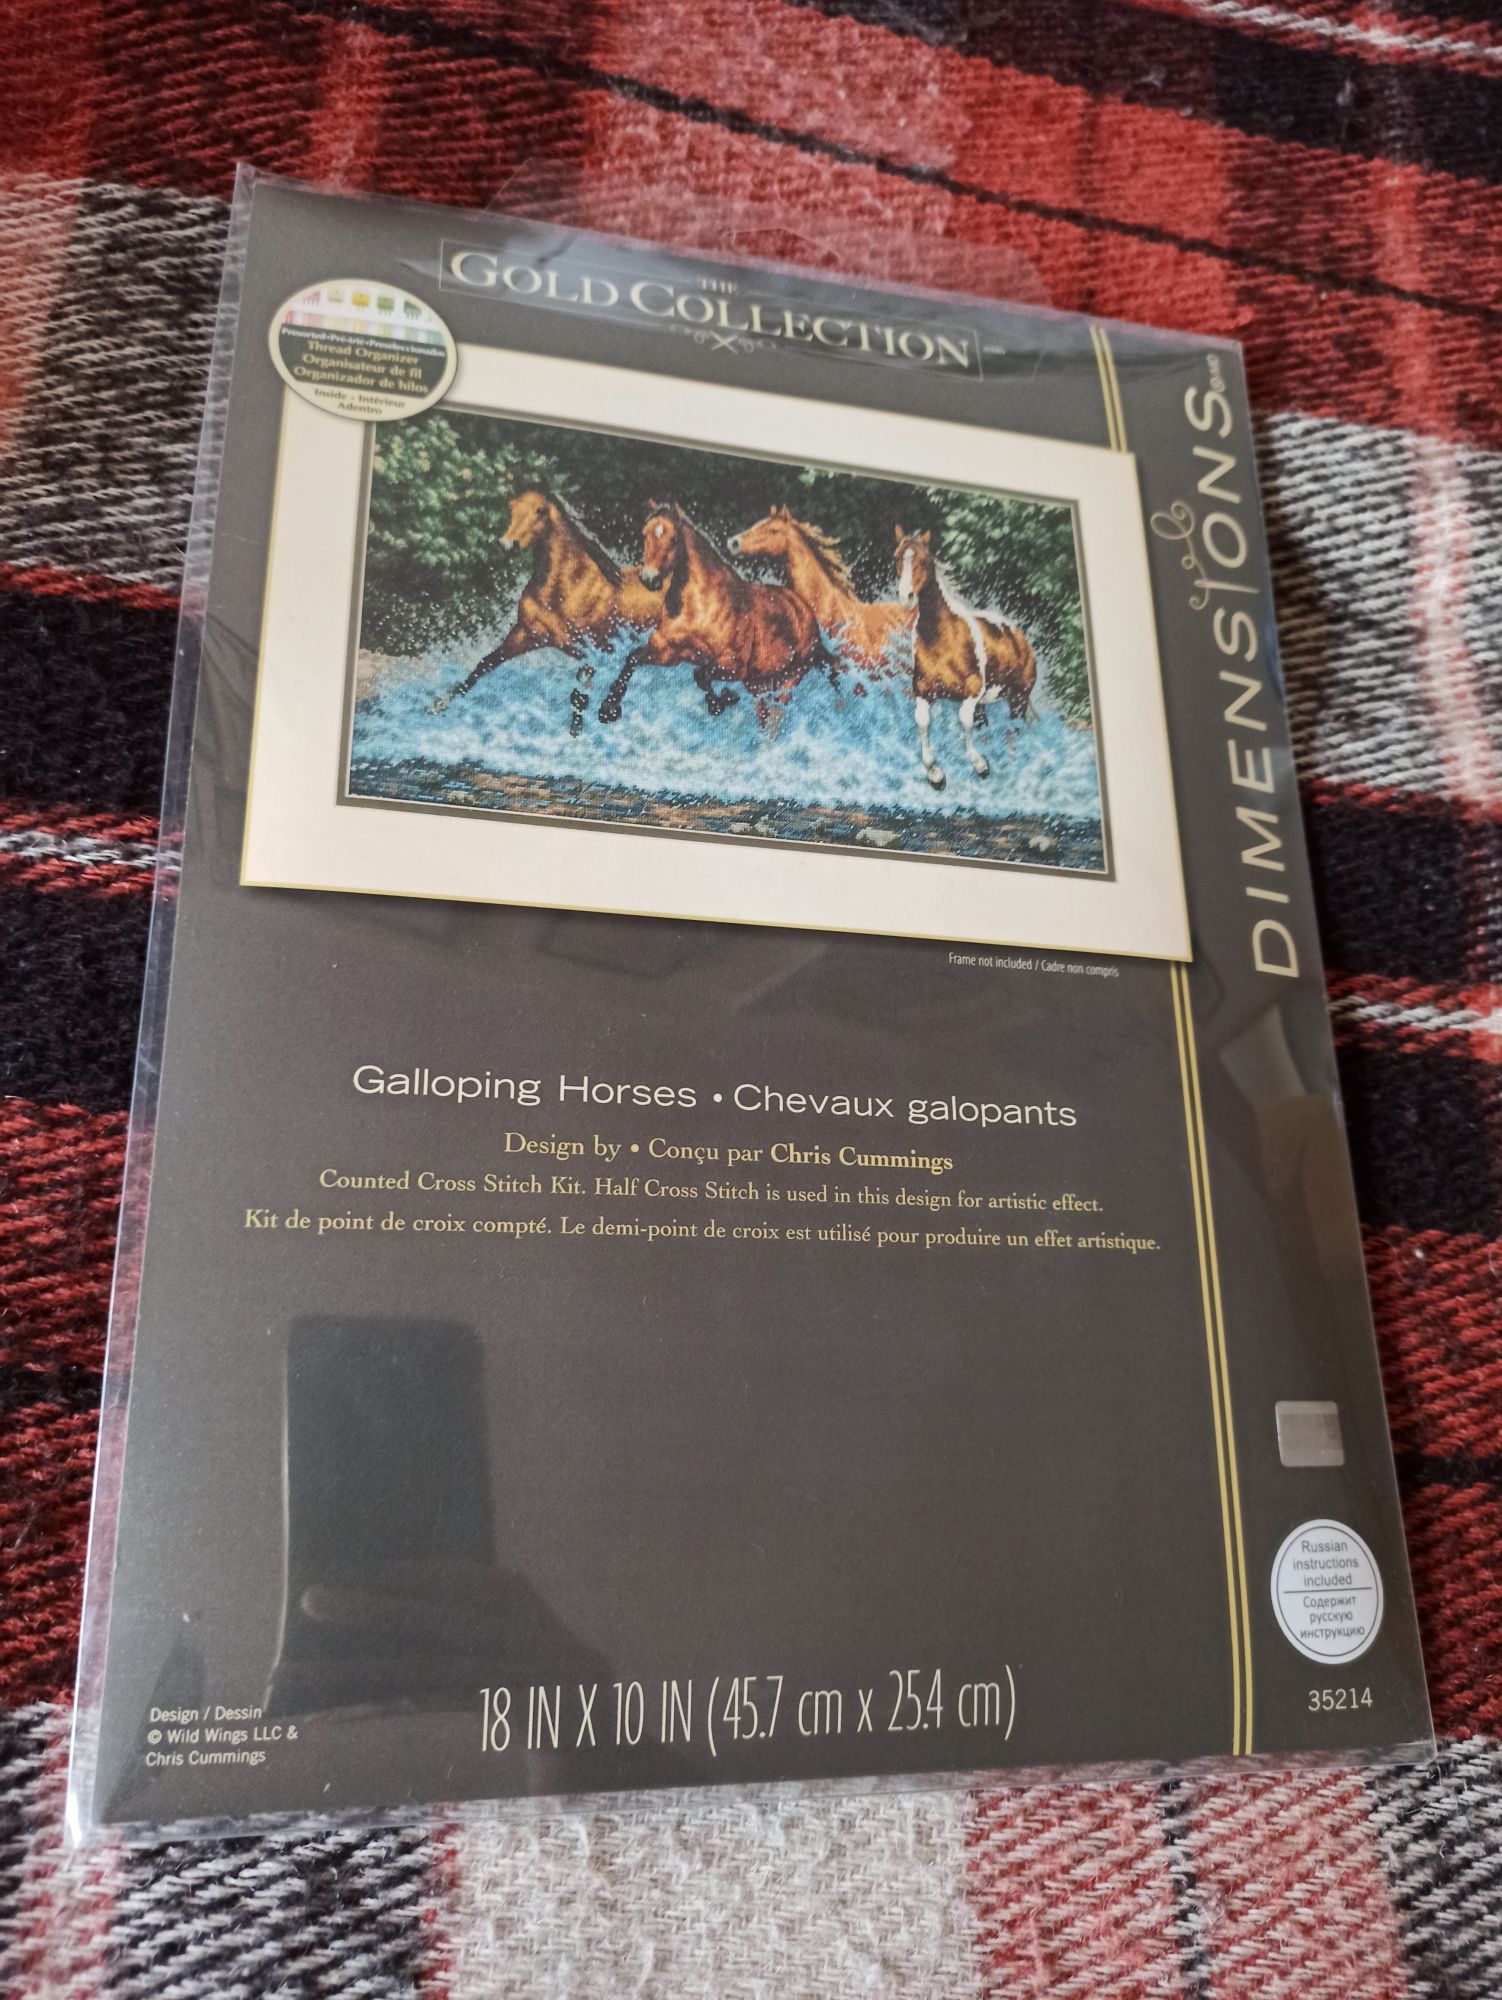 THE
GOLD COLLECTION
Presorted • Pré-trié • Preseleccionados
Thread Organizer
Organisateur de fil
Organizador de hilos
Inside - Intérieur
Adentro
DIMENSIONS
Frame not included / Cadre non compris
Galloping Horses • Chevaux galopants
Design by • Conçu par Chris Cummings
Counted Cross Stitch Kit. Half Cross Stitch is used in this design for artistic effect.
Kit de point de croix compté. Le demi-point de croix est utilisé pour produire un effet artistique.
Russian
instructions
included
Содержит
русскую
инструкцию
35214
18 IN X 10 IN (45.7 cm x 25.4 cm)
Design / Dessin
© Wild Wings LLC &
Chris Cummings